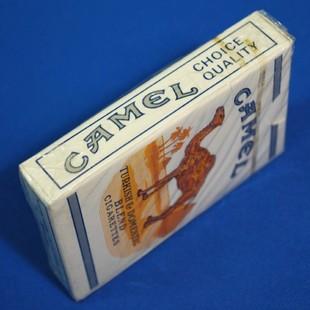 CAMEL
CHOICE
QUALITY
CAMEL
TURKISH & DOMESTIC
BLEND
CIGARETTES